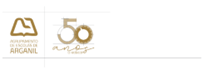 AGRUPAMENTO
DE ESCOLAS DE
ARGANIL
50
anos